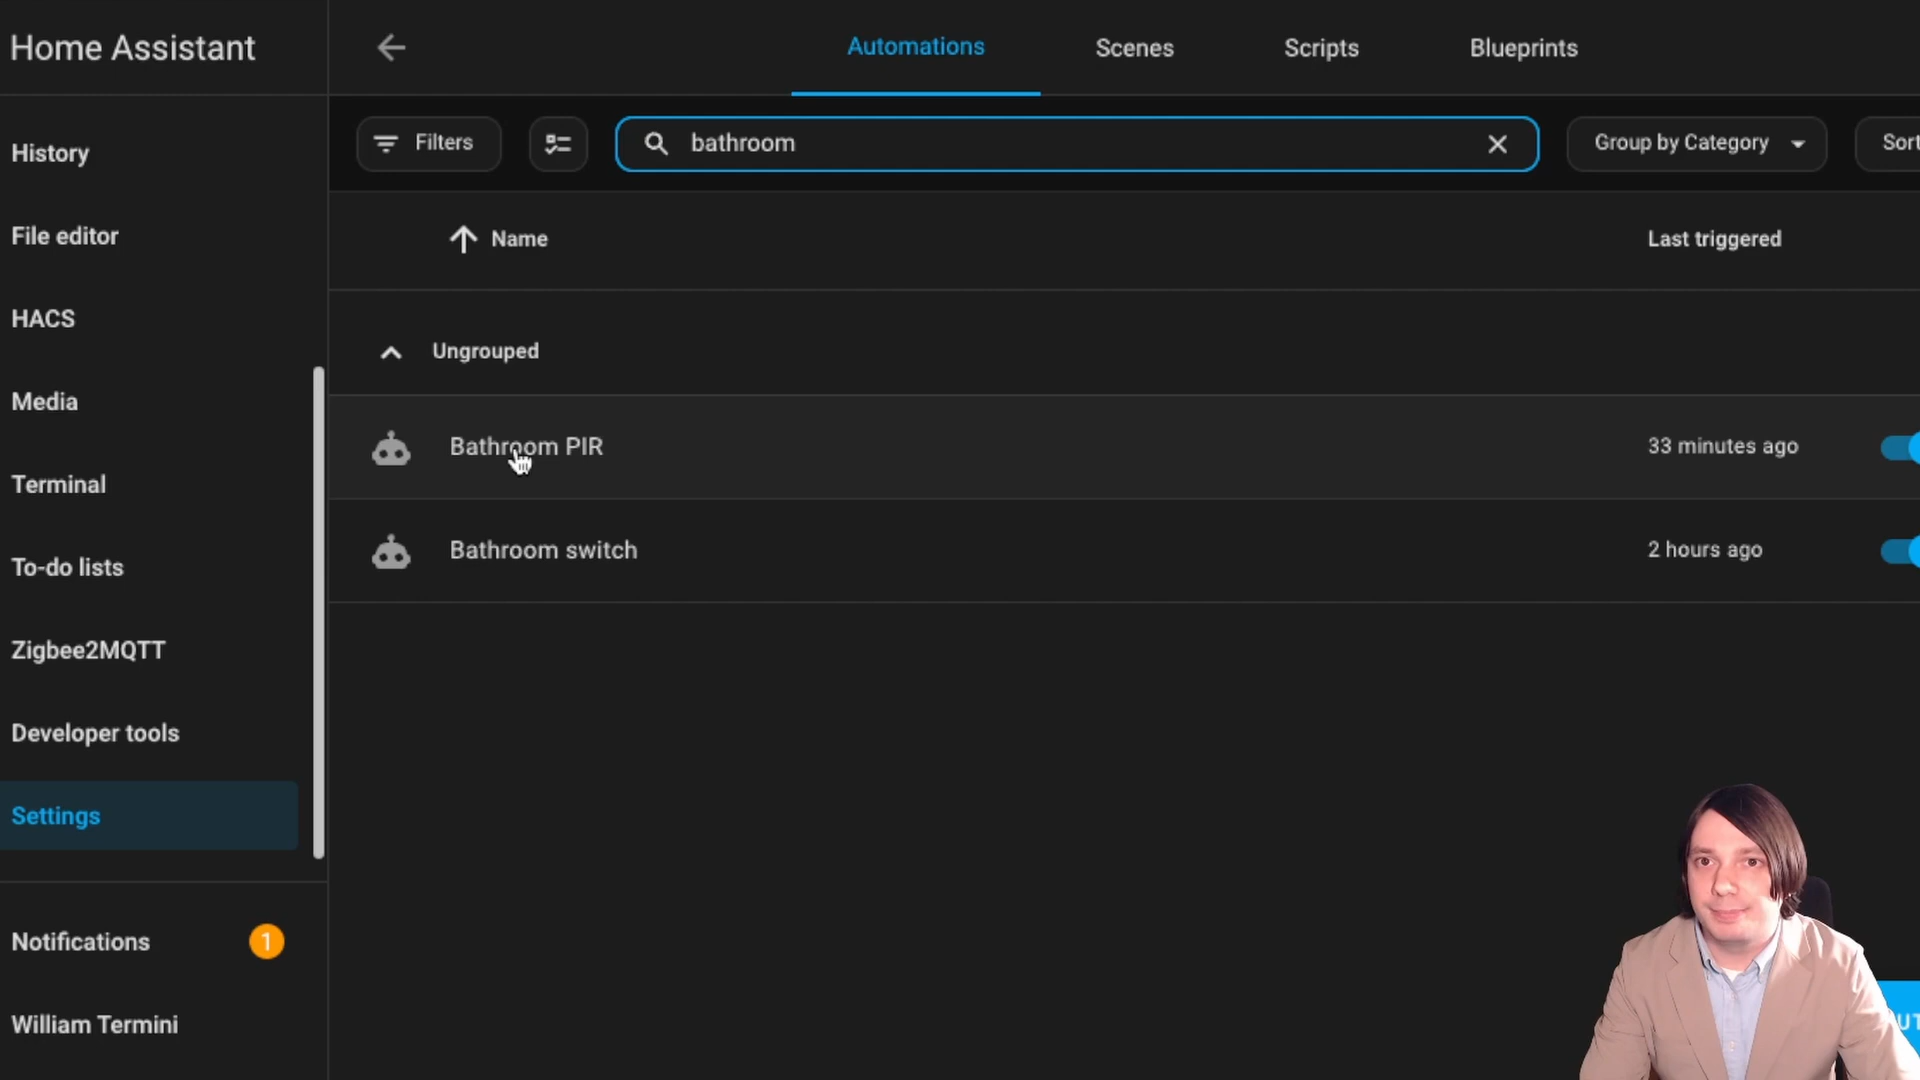 Home Assistant
Automations
Scenes
Scripts
Blueprints
History
File editor
HACS
Media
Terminal
To-do lists
Zigbee2MQTT
Developer tools
Settings
Notifications
1
William Termini
Filters
bathroom
Group by Category
Sort
Name
Last triggered
Ungrouped
Bathroom PIR
33 minutes ago
Bathroom switch
2 hours ago